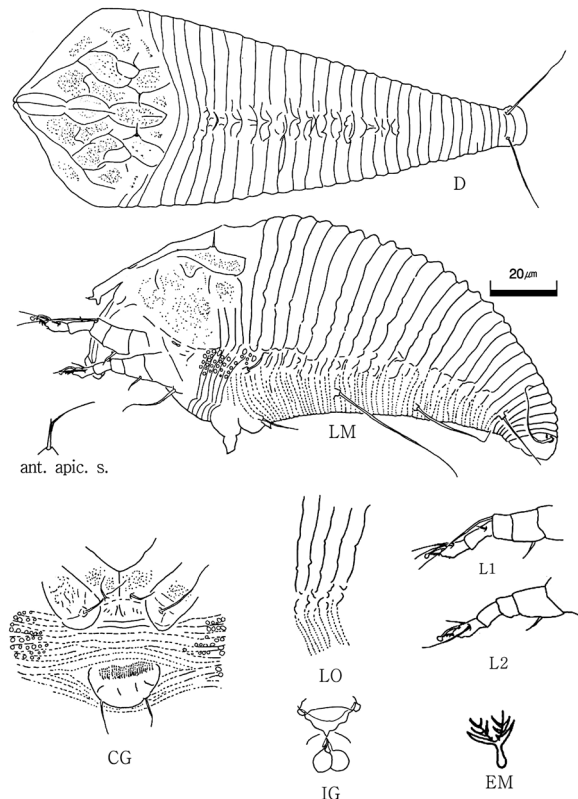 D
20㎛
LM
ant. apic. s.
L1
LO
L2
CG
IG
EM